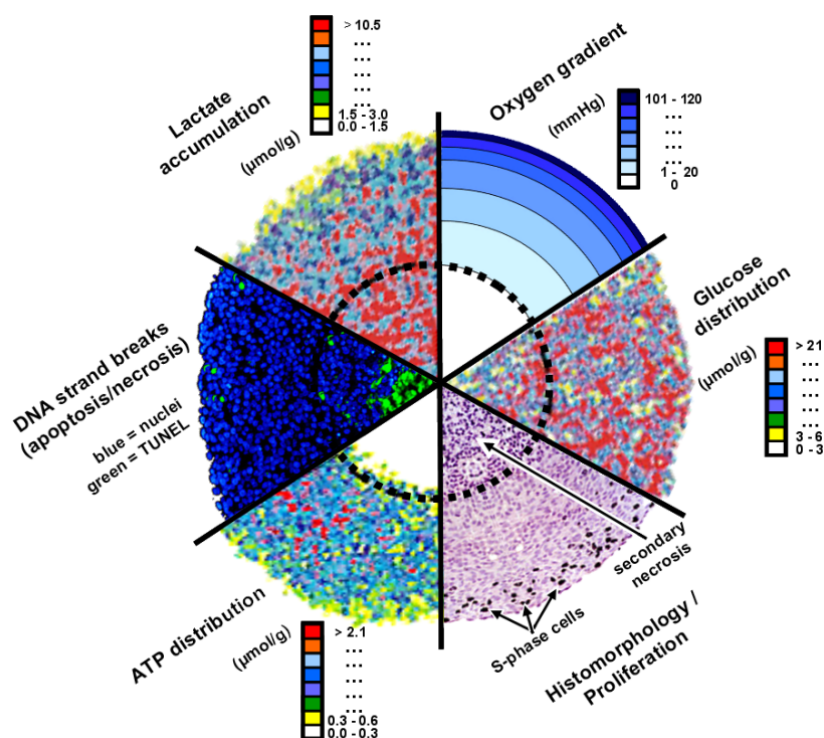 Lactate
accumulation
(µmol/g)
> 10.5
...
...
...
...
...
1.5 - 3.0
0.0 - 1.5
Oxygen gradient
(mmHg)
101 - 120
...
...
...
...
1 - 20
0
Glucose
distribution
(µmol/g)
> 21
...
...
...
...
...
3 - 6
0 - 3
DNA strand breaks
(apoptosis/necrosis)
blue = nuclei
green = TUNEL
ATP distribution
(µmol/g)
> 2.1
...
...
...
...
...
0.3 - 0.6
0.0 - 0.3
secondary
necrosis
S-phase cells
Histomorphology /
Proliferation